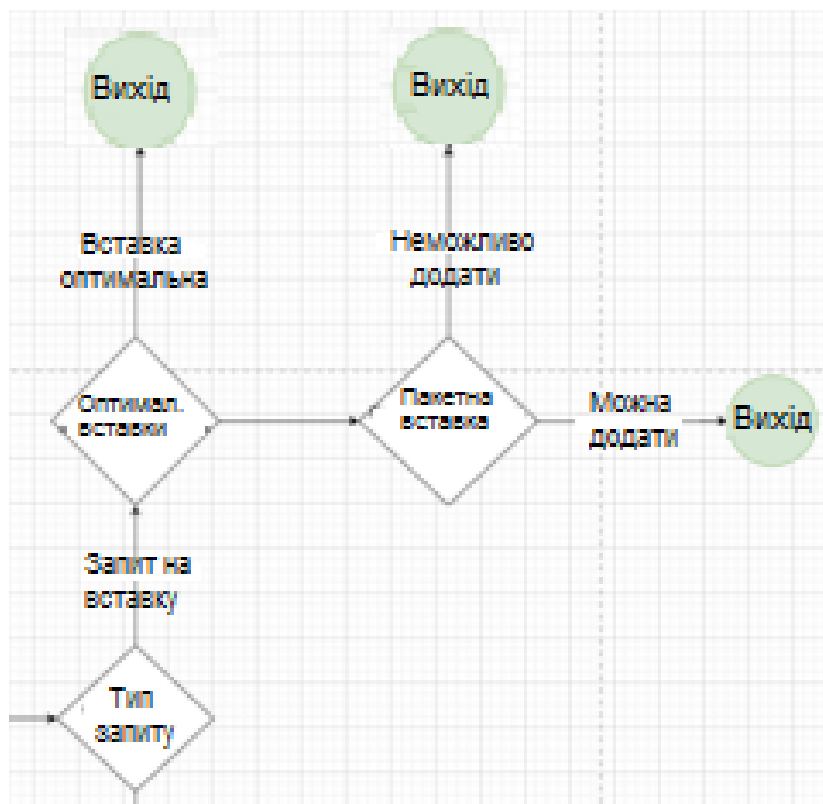 Вихід
Вихід
Вставка
оптимальна
Неможливо
додати
Оптимал.
вставки
Пакетна
вставка
Можна
додати
Вихід
Запит на
вставку
Тип
запиту